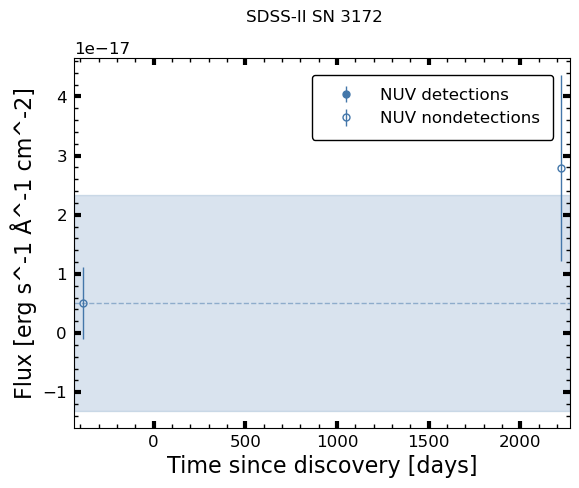 SDSS-II SN 3172
1e−17
NUV detections
NUV nondetections
4
3
2
1
0
−1
Flux [erg s^-1 Å^-1 cm^-2]
0 500 1000 1500 2000
Time since discovery [days]